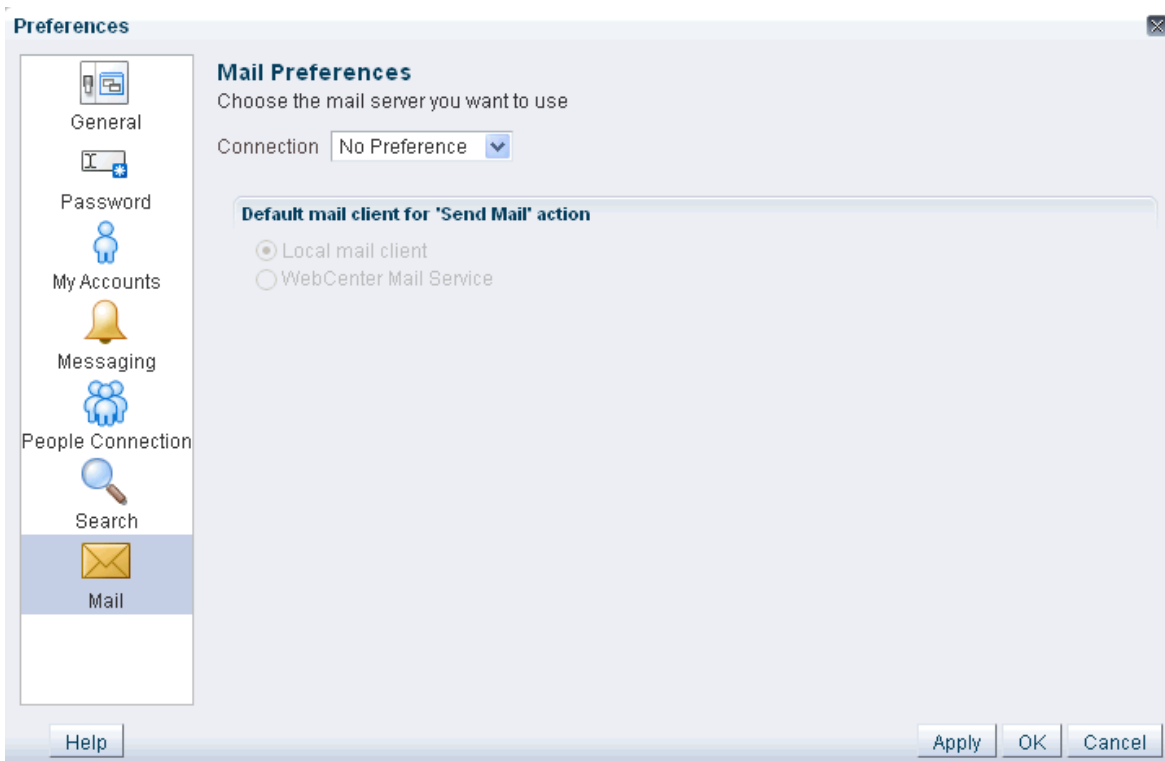 Preferences
General
Password
My Accounts
Messaging
People Connection
Search
Mail
Mail Preferences
Choose the mail server you want to use
Connection No Preference
Default mail client for 'Send Mail' action
Local mail client
WebCenter Mail Service
Help Apply OK Cancel